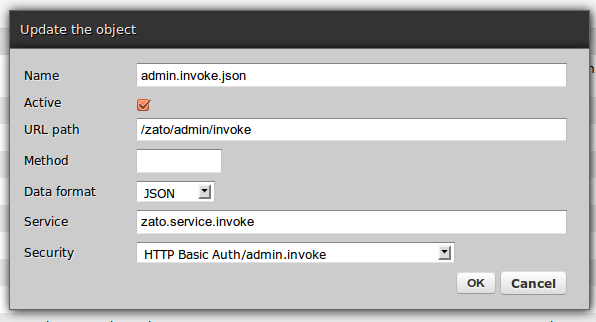 Update the object
Name admin.invoke.json
Active
URL path /zato/admin/invoke
Method
Data format JSON
Service zato.service.invoke
Security HTTP Basic Auth/admin.invoke
OK Cancel